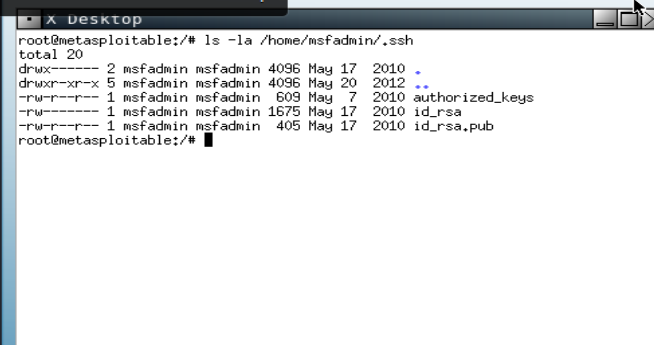 X Desktop
root@metasploitable:/# ls -la /home/msfadmin/.ssh
total 20
drwx------ 2 msfadmin msfadmin 4096 May 17  2010 .
drwxr-xr-x 5 msfadmin msfadmin 4096 May 20  2012 ..
-rw-r--r-- 1 msfadmin msfadmin  609 May  7  2010 authorized_keys
-rw------- 1 msfadmin msfadmin 1675 May 17  2010 id_rsa
-rw-r--r-- 1 msfadmin msfadmin  405 May 17  2010 id_rsa.pub
root@metasploitable:/#